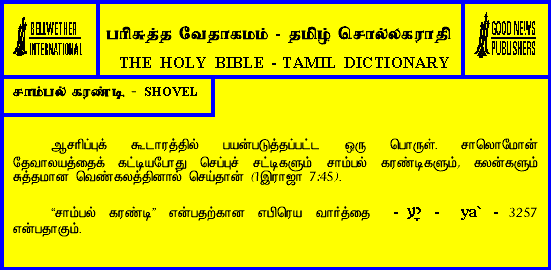 BELLWETHER
INTERNATIONAL
பரிசுத்த வேதாகமம் - தமிழ் சொல்லகராதி
THE HOLY BIBLE - TAMIL DICTIONARY
GOOD NEWS
PUBLISHERS
சாம்பல் கரண்டி - SHOVEL
ஆசரிப்புக் கூடாரத்தில் பயன்படுத்தப்பட்ட ஒரு பொருள். சாலொமோன்
தேவாலயத்தைக் கட்டியபோது செப்புச் சட்டிகளும் சாம்பல் கரண்டிகளும், கலன்களும்
சுத்தமான வெண்கலத்தினால் செய்தான் (1இராஜா 7:45).
“சாம்பல் கரண்டி” என்பதற்கான எபிரெய வார்த்தை - - ya` - 3257
என்பதாகும்.